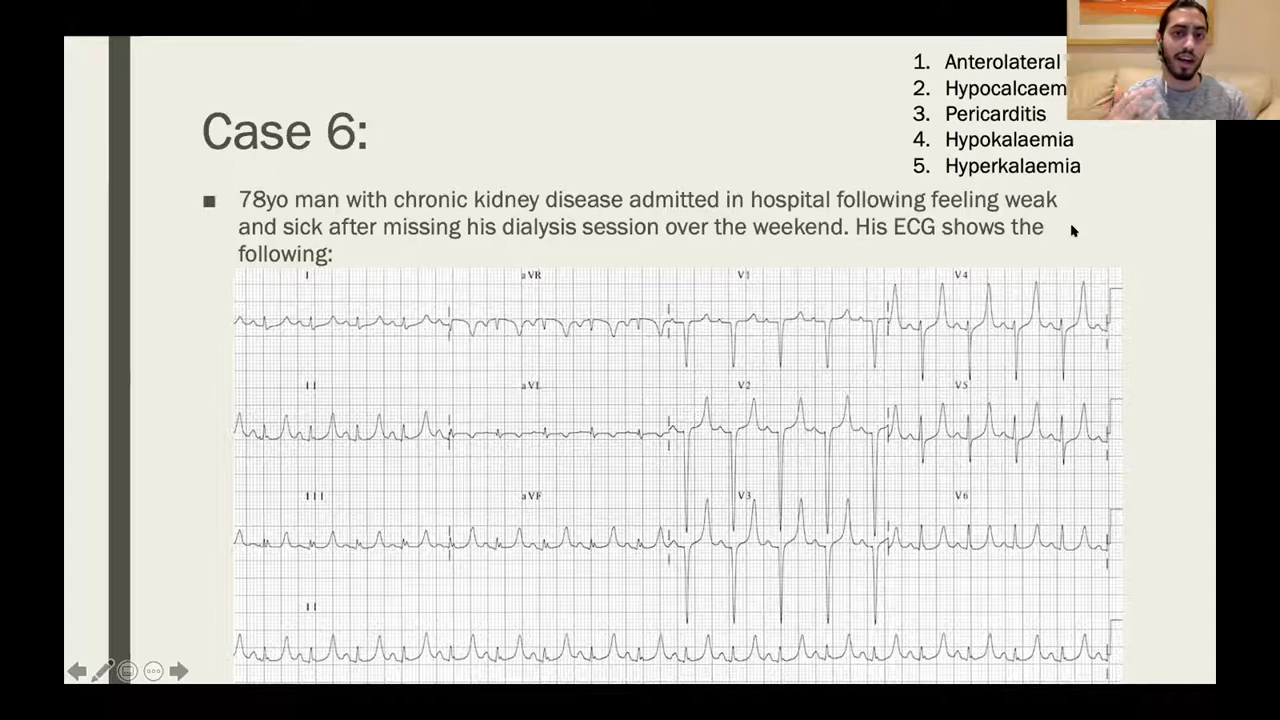 1. Anterolateral
2. Hypocalcaem
3. Pericarditis
4. Hypokalaemia
5. Hyperkalaemia
Case 6:
■ 78yo man with chronic kidney disease admitted in hospital following feeling weak
and sick after missing his dialysis session over the weekend. His ECG shows the
following:
I aVR V1 V4
II aVL V2 V5
III aVF V3 V6
II